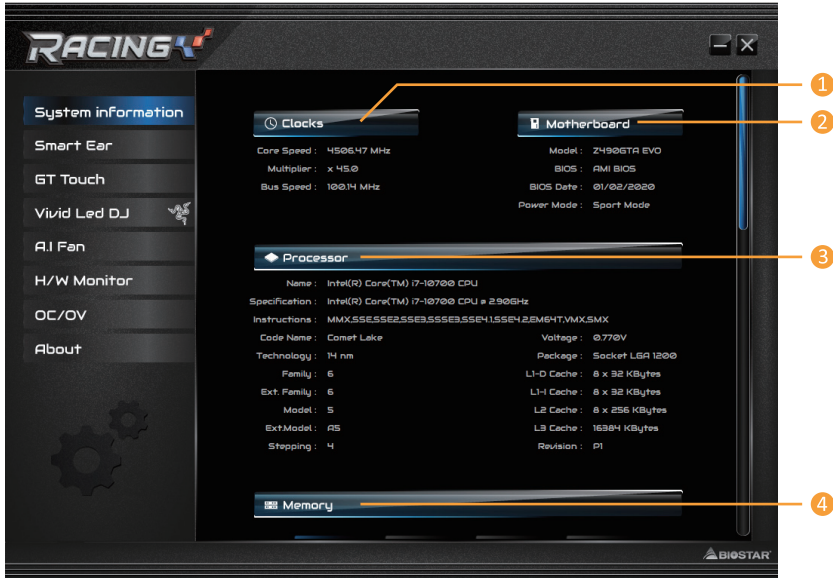 RACING
System information
Smart Ear
GT Touch
Vivid Led DJ
A.I Fan
H/W Monitor
OC/OV
About
Clocks
Core Speed : 4506.47 MHz
Multiplier : x 45.0
Bus Speed : 100.14 MHz
Motherboard
Model : Z490GTA EVO
BIOS : AMI BIOS
BIOS Date : 01/02/2020
Power Mode : Sport Mode
Processor
Name : Intel(R) Core(TM) i7-10700 CPU
Specification : Intel(R) Core(TM) i7-10700 CPU @ 2.90GHz
Instructions : MMX,SSE,SSE2,SSE3,SSSE3,SSE4.1,SSE4.2,EM64T,VMX,SMX
Code Name : Comet Lake
Technology : 14 nm
Family : 6
Ext. Family : 6
Model : 5
Ext.Model : A5
Stepping : 4
Voltage : 0.770V
Package : Socket LGA 1200
L1-D Cache : 8 x 32 KBytes
L1-I Cache : 8 x 32 KBytes
L2 Cache : 8 x 256 KBytes
L3 Cache : 16384 KBytes
Revision : P1
Memory
BIOSTAR
1
2
3
4